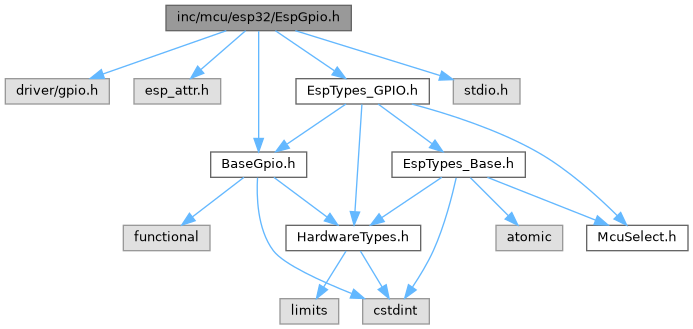 inc/mcu/esp32/EspGpio.h
driver/gpio.h
esp_attr.h
EspTypes_GPIO.h
stdio.h
BaseGpio.h
EspTypes_Base.h
functional
HardwareTypes.h
atomic
McuSelect.h
limits
cstdint